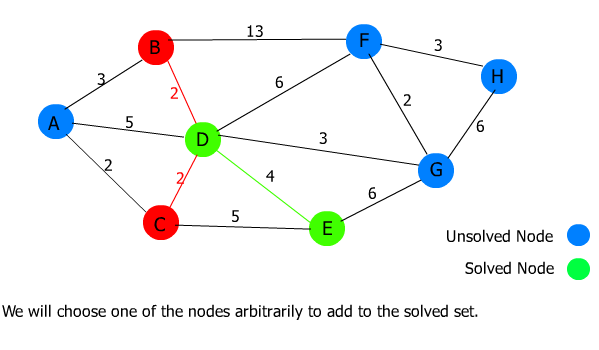 13
B
F
3
H
3
2
6
2
A
5
D
3
6
G
2
2
4
6
C
5
E
Unsolved Node
Solved Node
We will choose one of the nodes arbitrarily to add to the solved set.